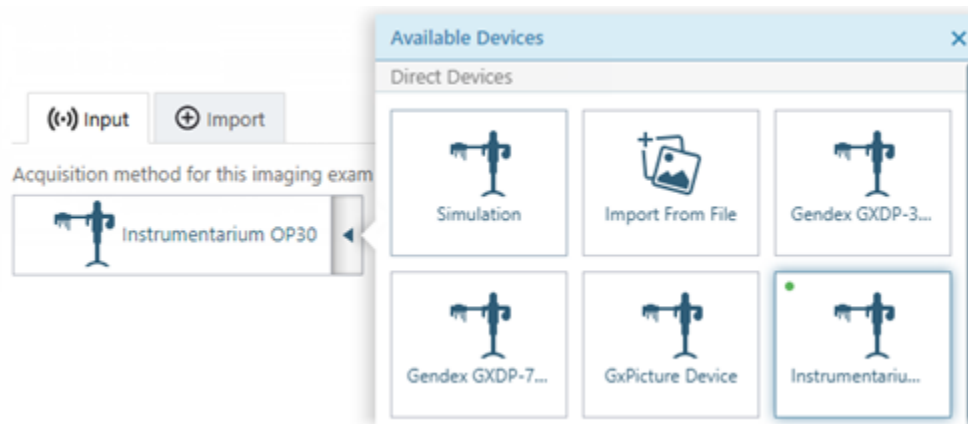 Available Devices
Direct Devices
Input
Import
Acquisition method for this imaging exam
Instrumentarium OP30
Simulation
Import From File
Gendex GXDP-3...
Gendex GXDP-7...
GxPicture Device
Instrumentariu...